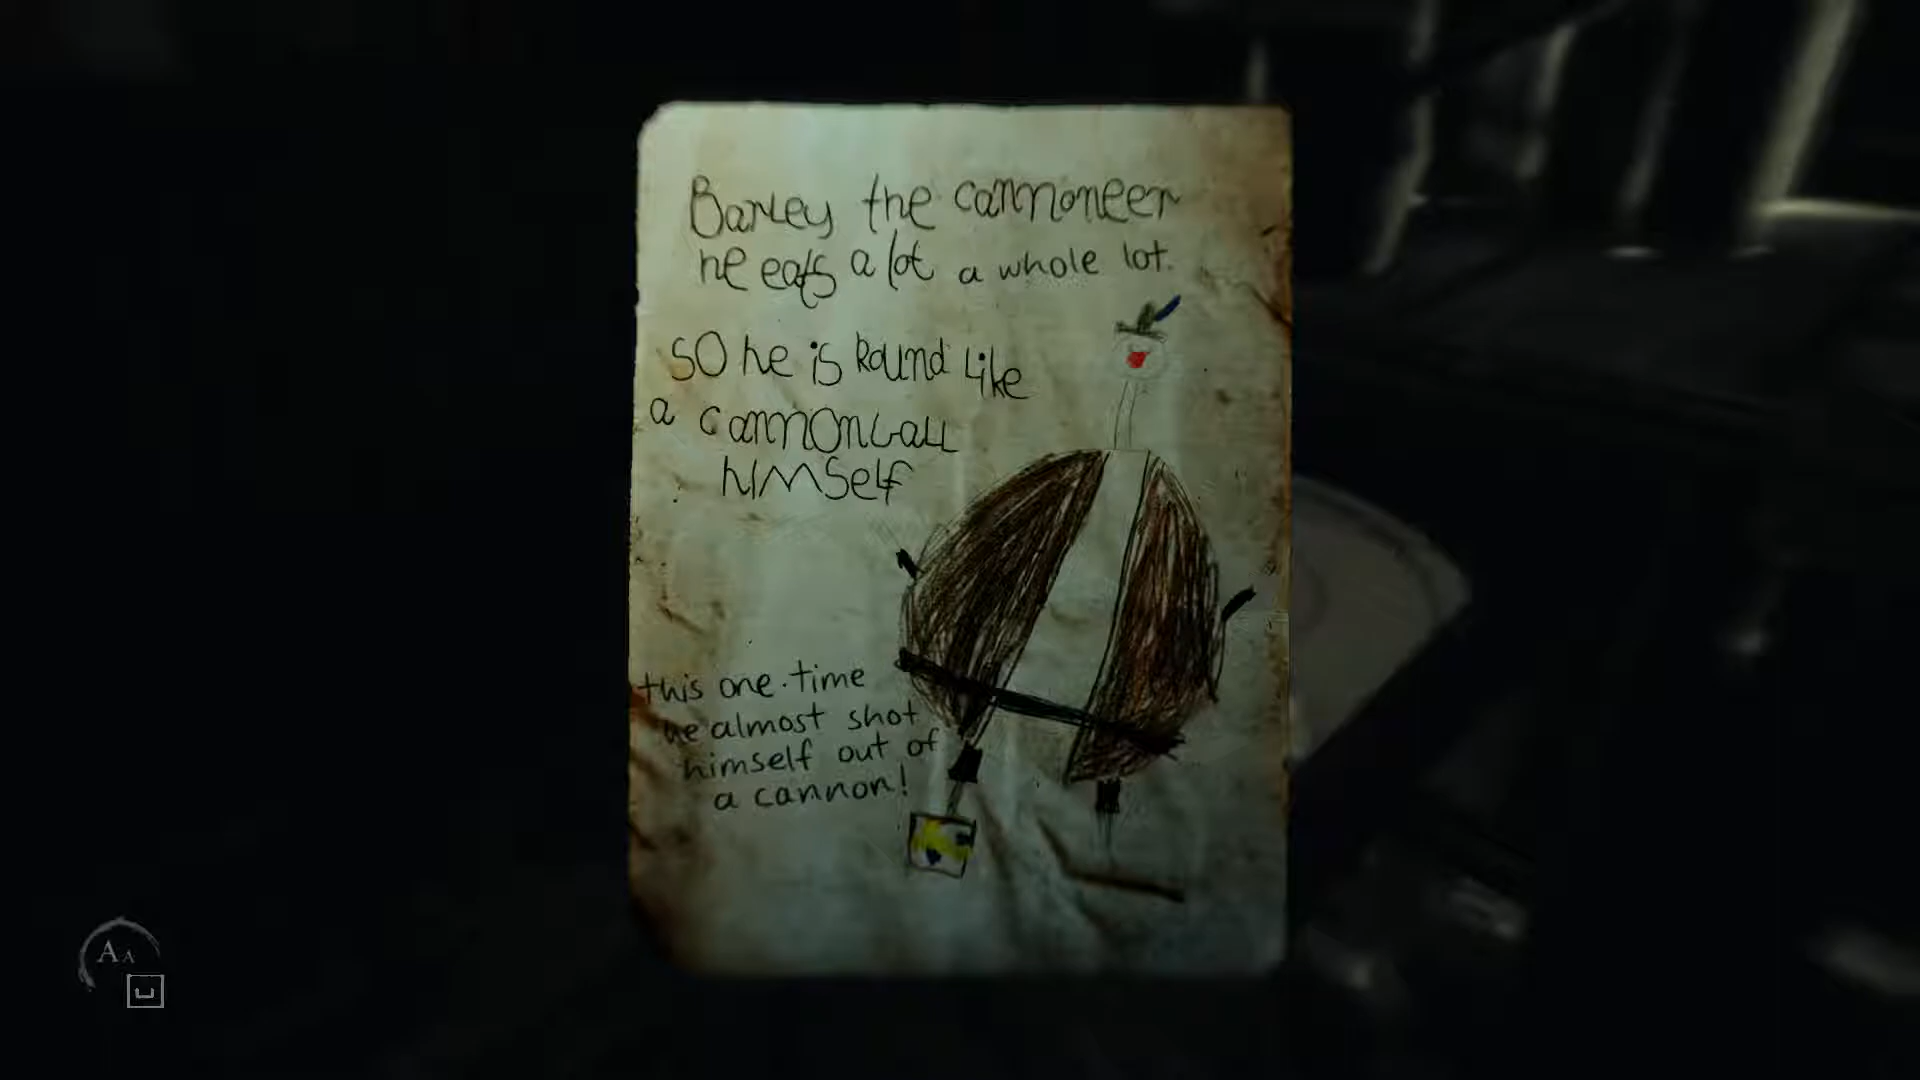 Barley the cannoneer
he eats a lot a whole lot.
SO he is Round Like
a cannonball
himself
this one time
he almost shot
himself out of
a cannon!
AA